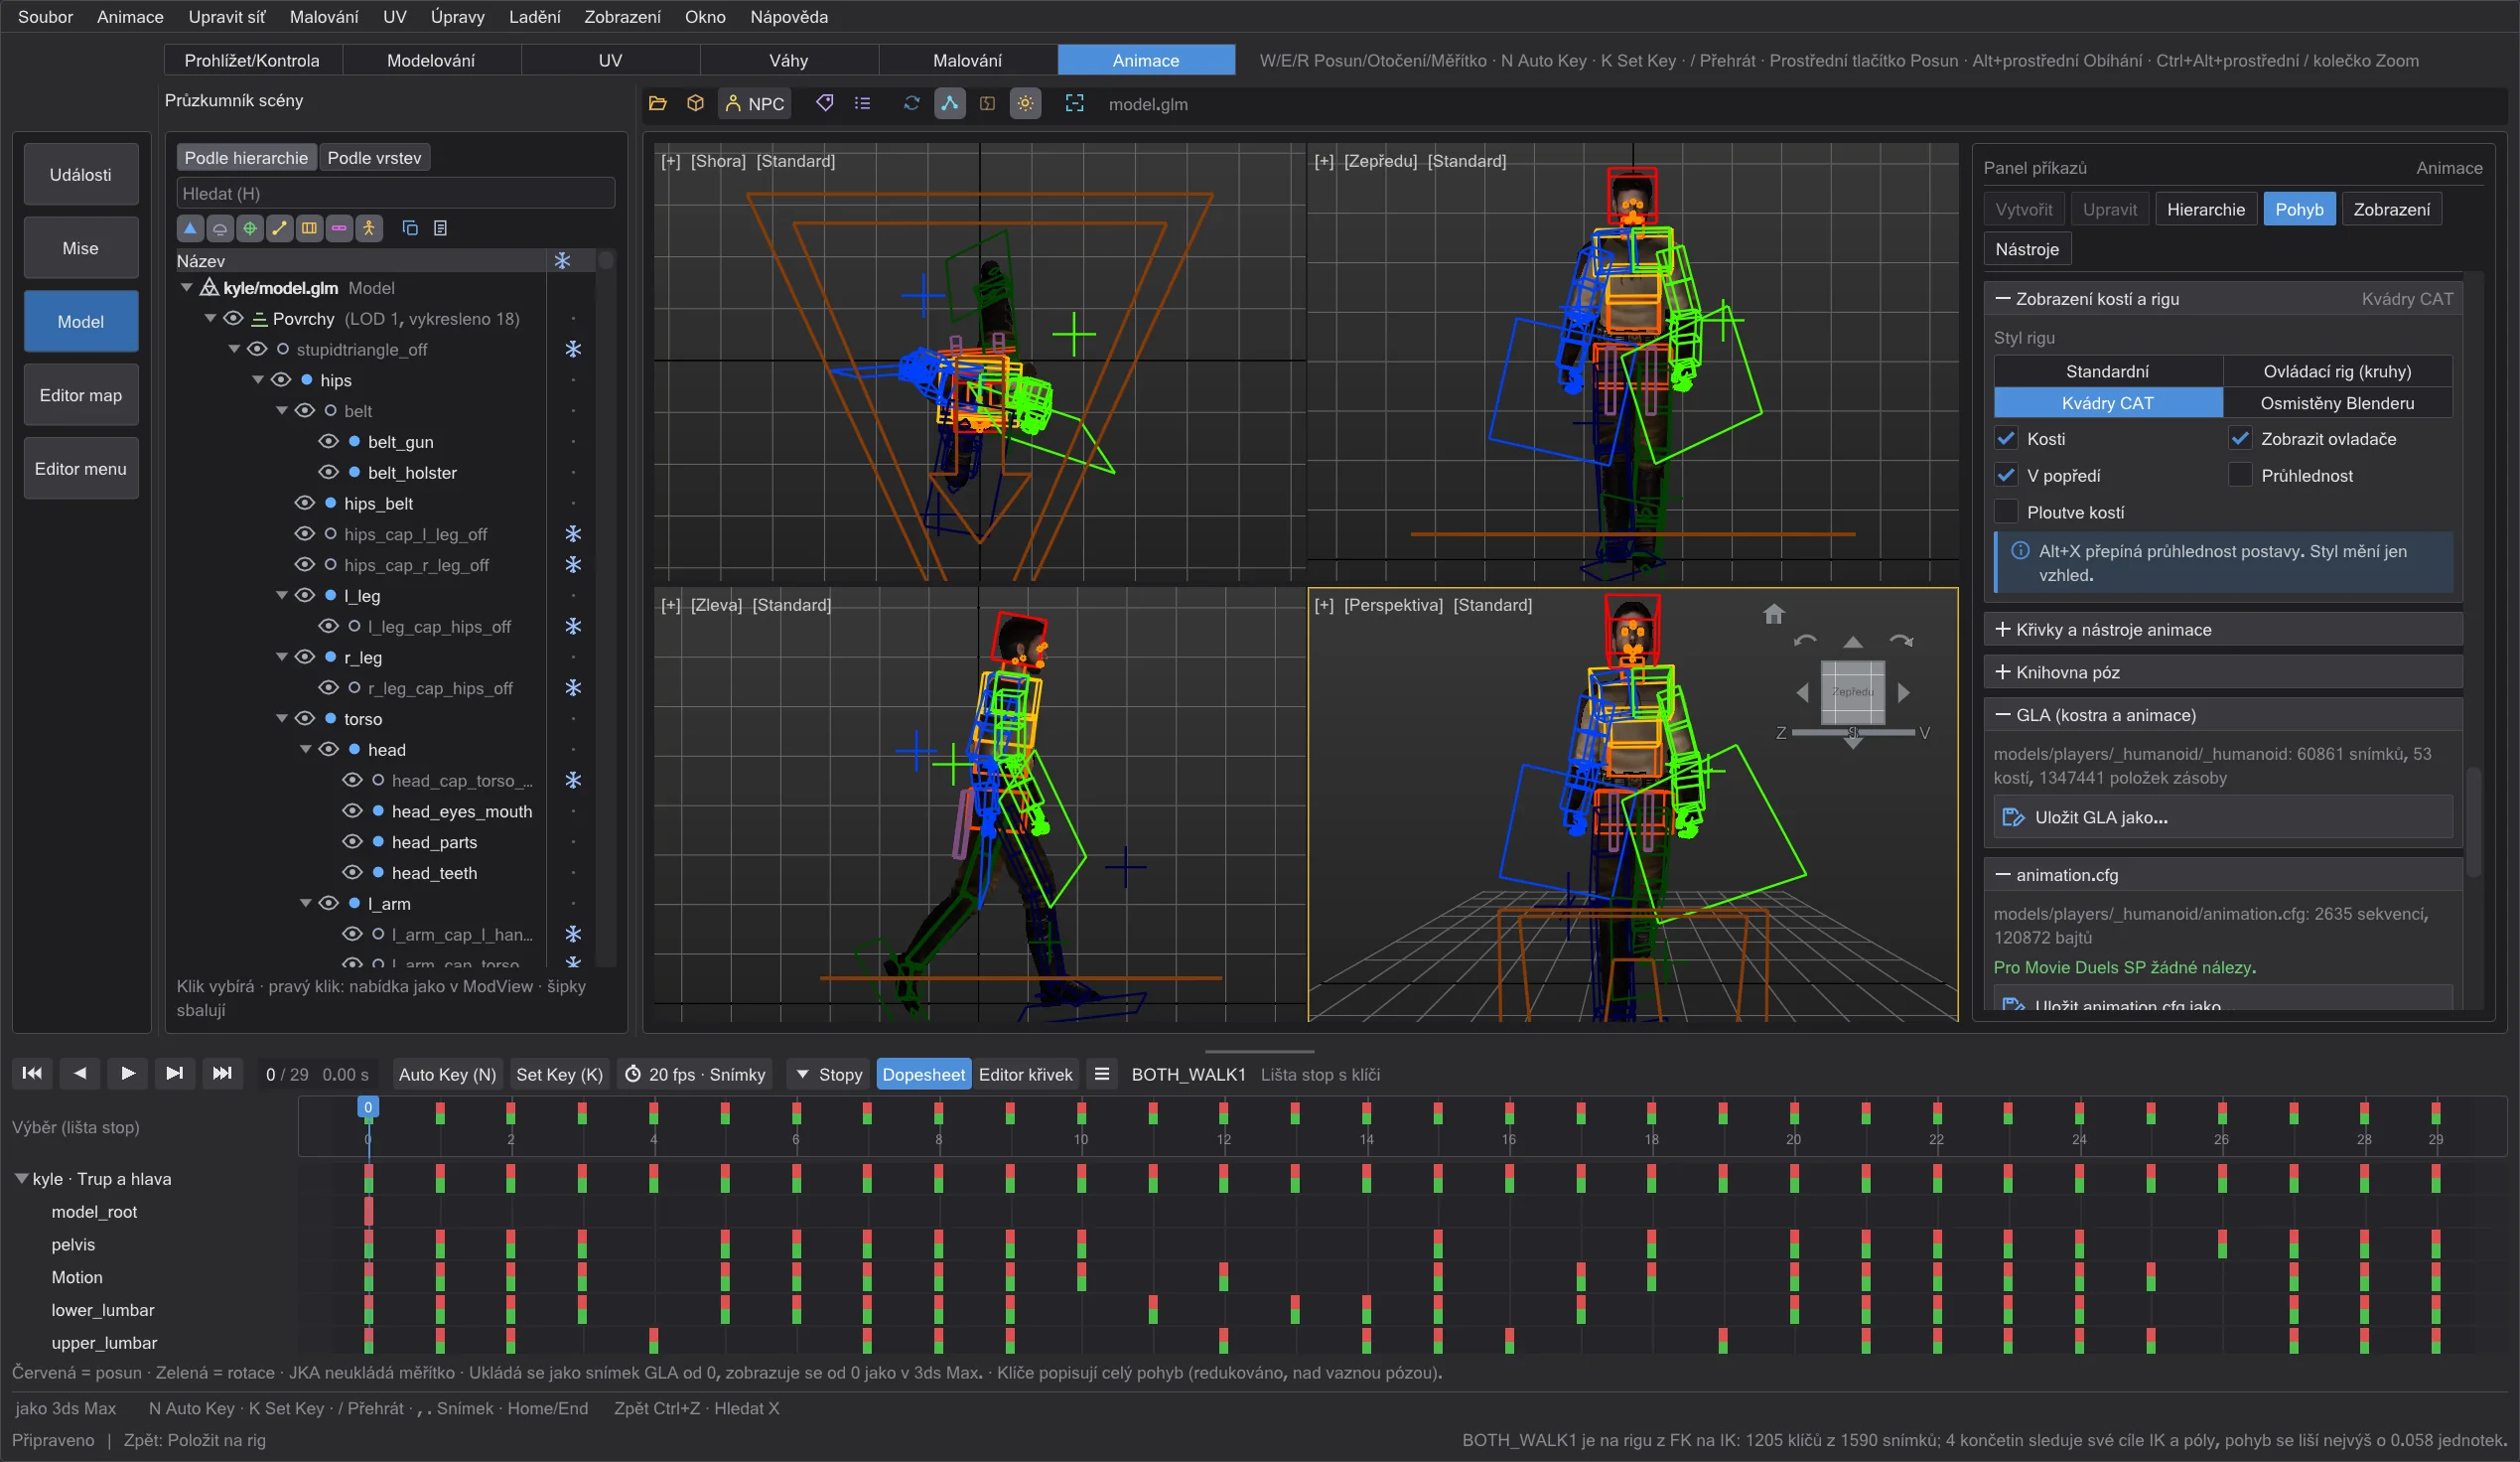 Soubor Animace Upravit síť Malování UV Úpravy Ladění Zobrazení Okno Nápověda
Prohlížet/Kontrola Modelování UV Váhy Malování Animace W/E/R Posun/Otočení/Měřítko · N Auto Key · K Set Key · / Přehrát · Prostřední tlačítko Posun · Alt+prostřední Obíhání · Ctrl+Alt+prostřední / kolečko Zoom
Průzkumník scény
NPC model.glm
Události
Mise
Model
Editor map
Editor menu
Podle hierarchie Podle vrstev
Hledat (H)
Název
kyle/model.glm Model
Povrchy (LOD 1, vykresleno 18)
stupidtriangle_off
hips
belt
belt_gun
belt_holster
hips_belt
hips_cap_l_leg_off
hips_cap_r_leg_off
l_leg
l_leg_cap_hips_off
r_leg
r_leg_cap_hips_off
torso
head
head_cap_torso_...
head_eyes_mouth
head_parts
head_teeth
l_arm
l_arm_cap_l_han...
l_arm_cap_torso
Klik vybírá · pravý klik: nabídka jako v ModView · šipky
sbalují
[+] [Shora] [Standard]
[+] [Zepředu] [Standard]
[+] [Zleva] [Standard]
[+] [Perspektiva] [Standard]
Zepředu
Z S V
Panel příkazů Animace
Vytvořit Upravit Hierarchie Pohyb Zobrazení
Nástroje
Zobrazení kostí a rigu Kvádry CAT
Styl rigu
Standardní Ovládací rig (kruhy)
Kvádry CAT Osmistěny Blenderu
Kosti Zobrazit ovladače
V popředí Průhlednost
Ploutve kostí
Alt+X přepíná průhlednost postavy. Styl mění jen
vzhled.
Křivky a nástroje animace
Knihovna póz
GLA (kostra a animace)
models/players/_humanoid/_humanoid: 60861 snímků, 53
kostí, 1347441 položek zásoby
Uložit GLA jako...
animation.cfg
models/players/_humanoid/animation.cfg: 2635 sekvencí,
120872 bajtů
Pro Movie Duels SP žádné nálezy.
Uložit animation.cfg jako...
0 / 29 0.00 s Auto Key (N) Set Key (K) 20 fps · Snímky Stopy Dopesheet Editor křivek BOTH_WALK1 Lišta stop s klíči
0
Výběr (lišta stop)
0 2 4 6 8 10 12 14 16 18 20 22 24 26 28 29
kyle · Trup a hlava
model_root
pelvis
Motion
lower_lumbar
upper_lumbar
Červená = posun · Zelená = rotace · JKA neukládá měřítko · Ukládá se jako snímek GLA od 0, zobrazuje se od 0 jako v 3ds Max. · Klíče popisují celý pohyb (redukováno, nad vaznou pózou).
jako 3ds Max N Auto Key · K Set Key · / Přehrát · , . Snímek · Home/End Zpět Ctrl+Z · Hledat X
Připraveno | Zpět: Položit na rig
BOTH_WALK1 je na rigu z FK na IK: 1205 klíčů z 1590 snímků; 4 končetin sleduje své cíle IK a póly, pohyb se liší nejvýš o 0.058 jednotek.